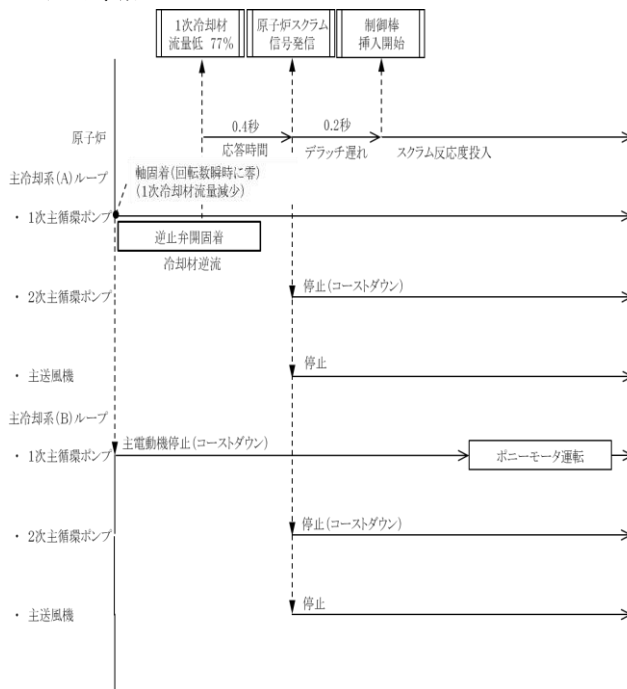 1次冷却材
流量低 77%
原子炉スクラム
信号発信
制御棒
挿入開始
0.4秒
0.2秒
原子炉
応答時間
デラッチ遅れ
スクラム反応度投入
主冷却系(A)ループ
軸固着(回転数瞬時に零)
(1次冷却材流量減少)
・ 1次主循環ポンプ
逆止弁開固着
冷却材逆流
・ 2次主循環ポンプ
停止(コーストダウン)
・ 主送風機
停止
主冷却系(B)ループ
・ 1次主循環ポンプ
主電動機停止(コーストダウン)
ポニーモータ運転
・ 2次主循環ポンプ
停止(コーストダウン)
・ 主送風機
停止